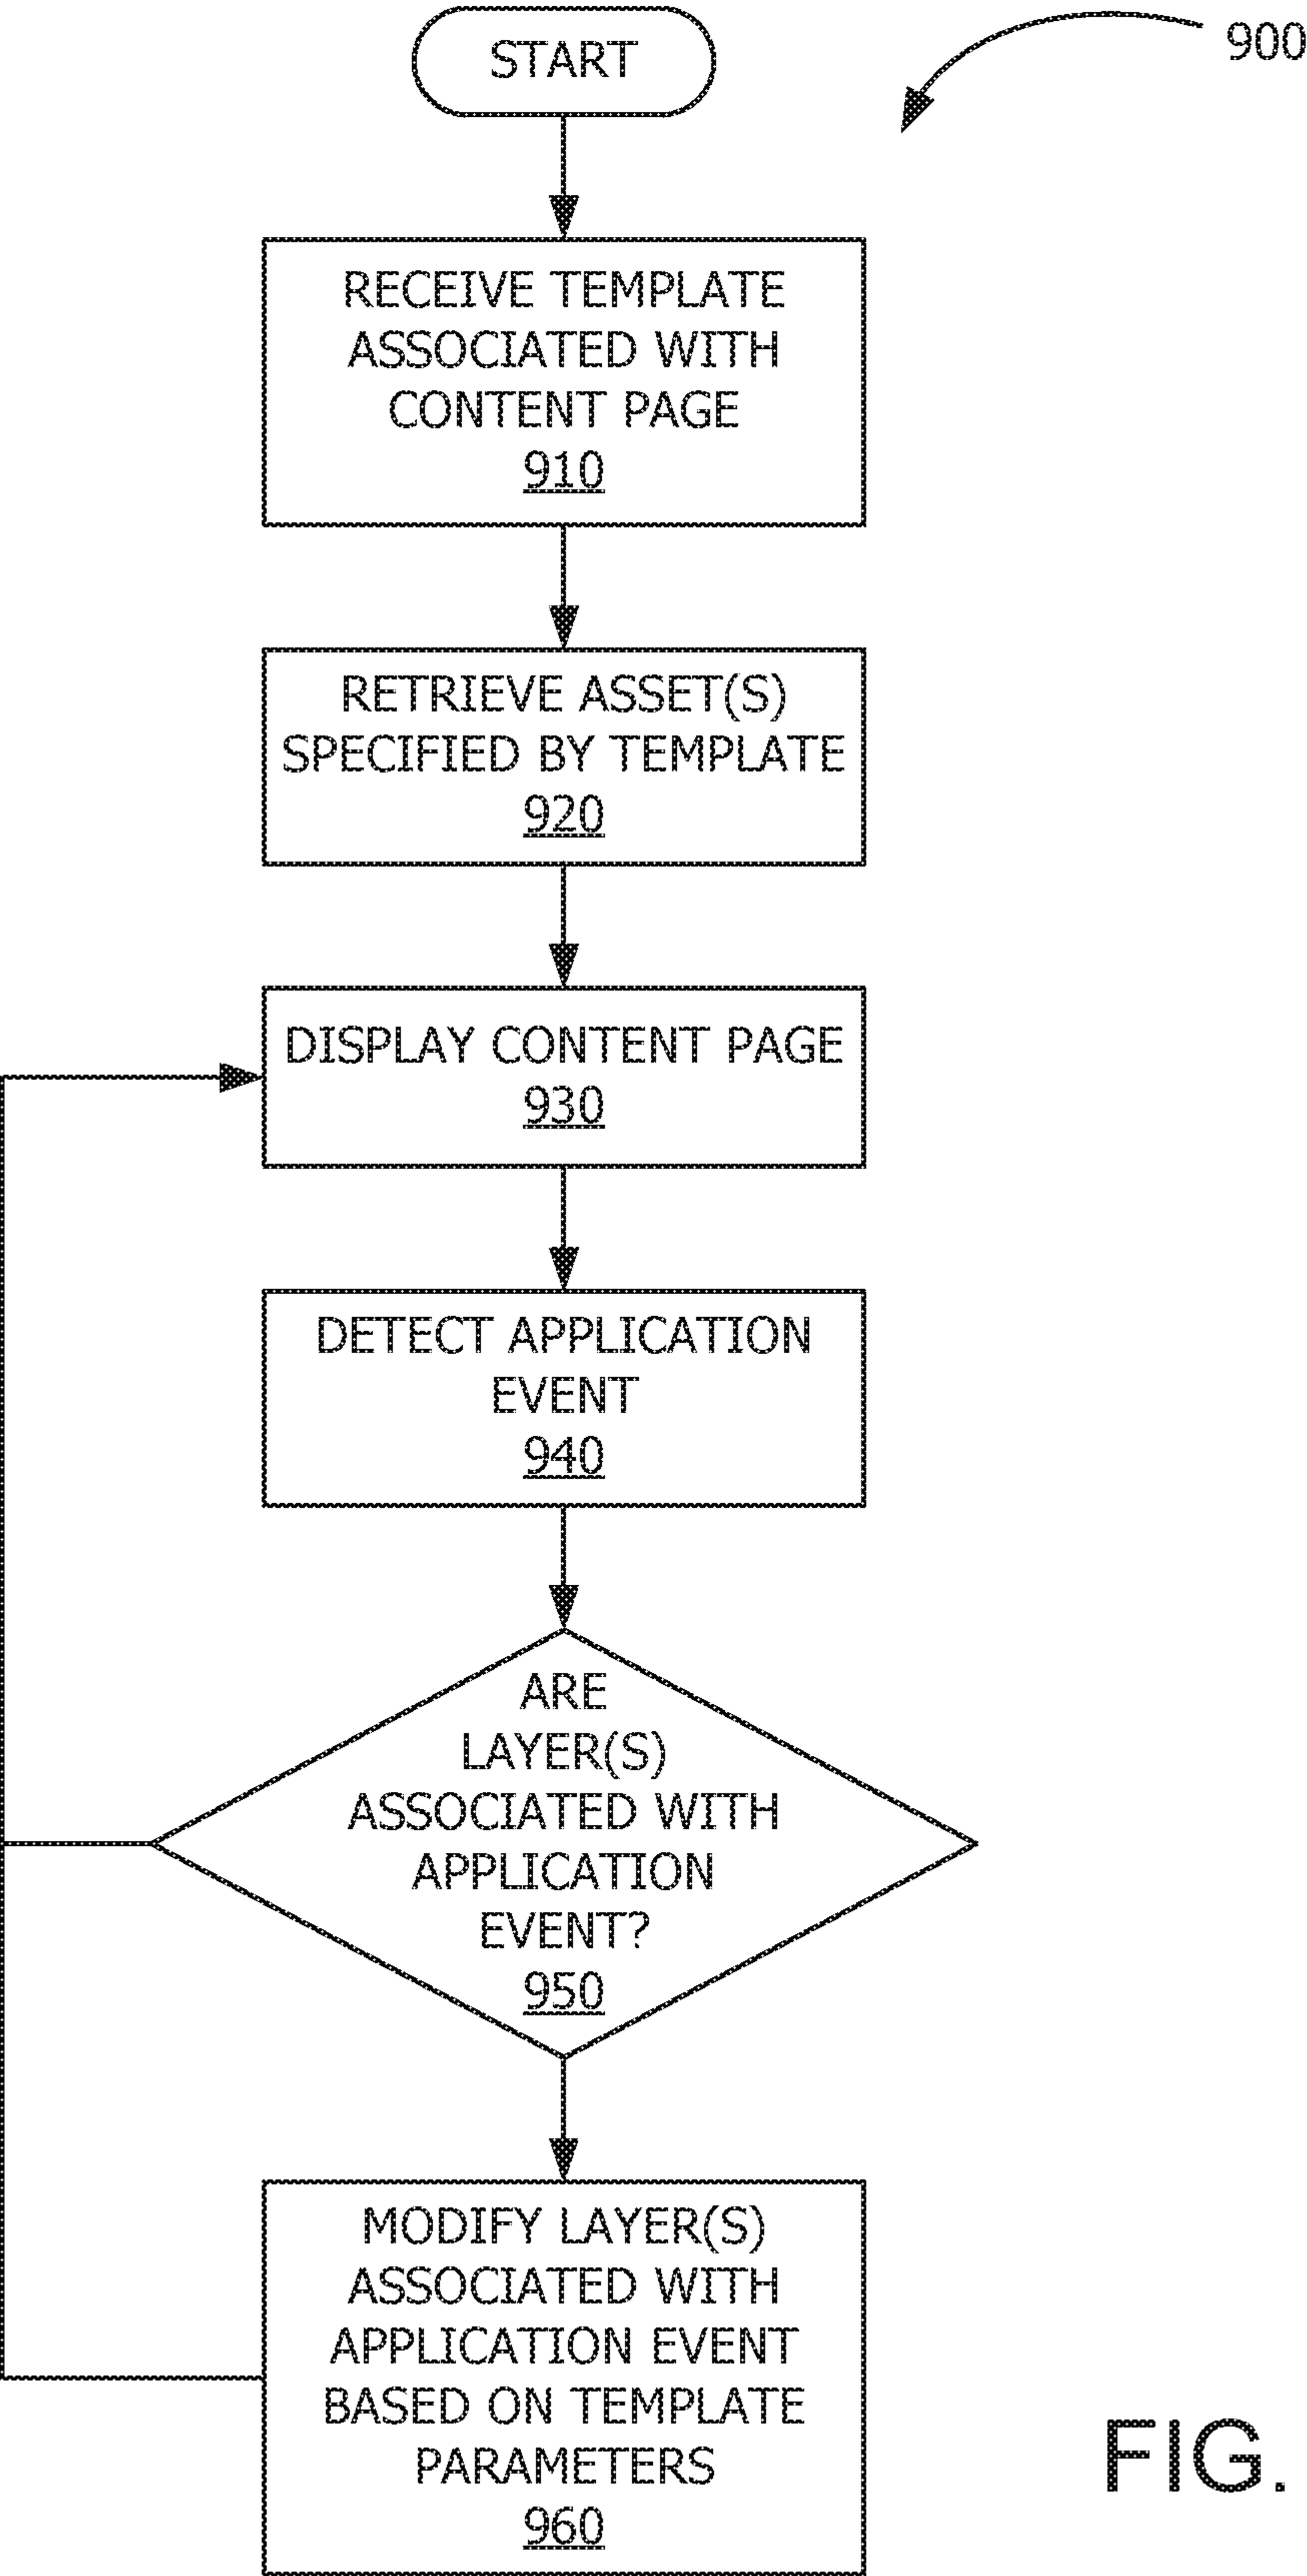 START
900
RECEIVE TEMPLATE
ASSOCIATED WITH
CONTENT PAGE
910
RETRIEVE ASSET(S)
SPECIFIED BY TEMPLATE
920
DISPLAY CONTENT PAGE
930
DETECT APPLICATION
EVENT
940
ARE
LAYER(S)
ASSOCIATED WITH
APPLICATION
EVENT?
950
MODIFY LAYER(S)
ASSOCIATED WITH
APPLICATION EVENT
BASED ON TEMPLATE
PARAMETERS
960
FIG.